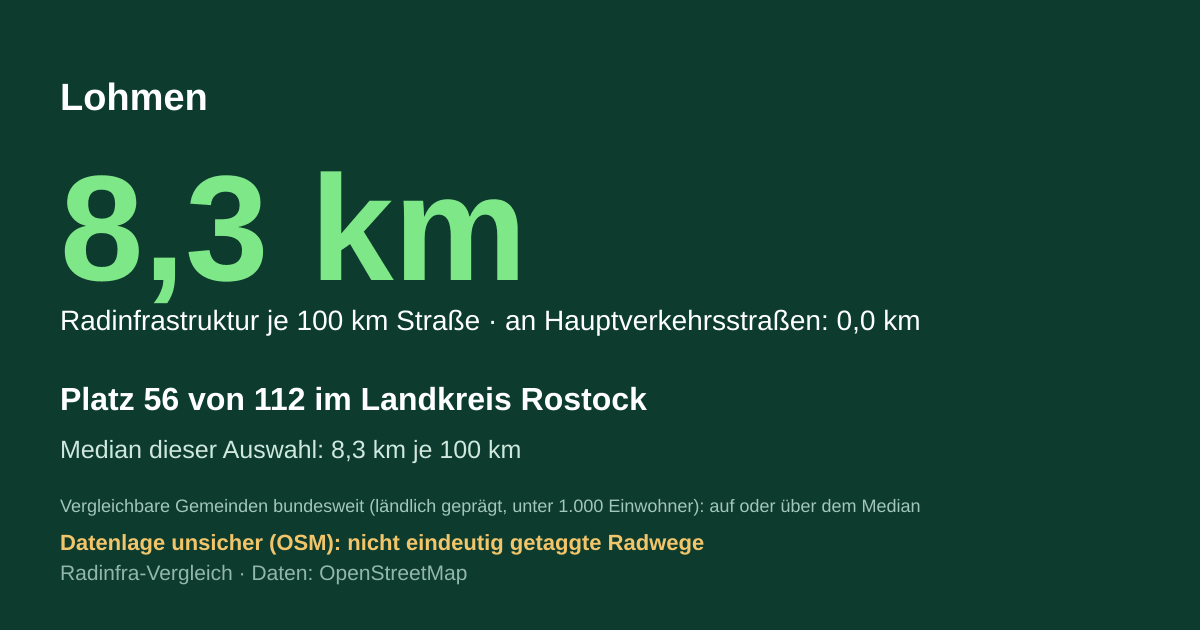 Lohmen
8,3 km
Radinfrastruktur je 100 km Straße · an Hauptverkehrsstraßen: 0,0 km
Platz 56 von 112 im Landkreis Rostock
Median dieser Auswahl: 8,3 km je 100 km
Vergleichbare Gemeinden bundesweit (ländlich geprägt, unter 1.000 Einwohner): auf oder über dem Median
Datenlage unsicher (OSM): nicht eindeutig getaggte Radwege
Radinfra-Vergleich · Daten: OpenStreetMap